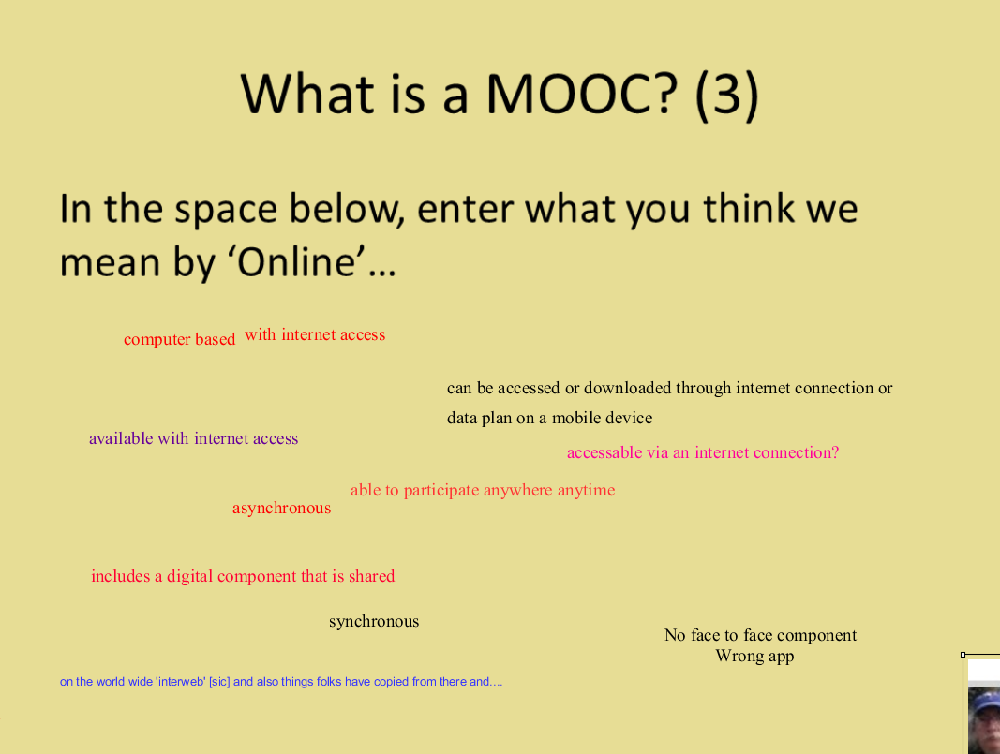 What is a MOOC? (3)
In the space below, enter what you think we
mean by ‘Online’…
computer based
with internet access
can be accessed or downloaded through internet connection or
data plan on a mobile device
available with internet access
accessable via an internet connection?
able to participate anywhere anytime
asynchronous
includes a digital component that is shared
synchronous
No face to face component
Wrong app
on the world wide 'interweb' [sic] and also things folks have copied from there and....